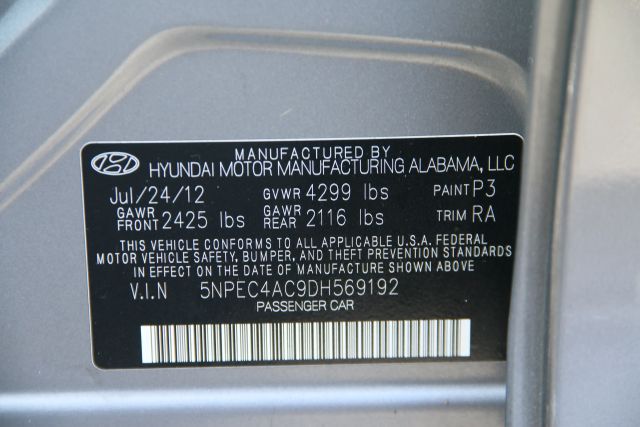 MANUFACTURED BY
HYUNDAI MOTOR MANUFACTURING ALABAMA, LLC
Jul/24/12 GVWR 4299 lbs PAINT P3
GAWR FRONT 2425 lbs GAWR REAR 2116 lbs TRIM RA
THIS VEHICLE CONFORMS TO ALL APPLICABLE U.S.A. FEDERAL
MOTOR VEHICLE SAFETY, BUMPER, AND THEFT PREVENTION STANDARDS
IN EFFECT ON THE DATE OF MANUFACTURE SHOWN ABOVE
V.I.N 5NPEC4AC9DH569192
PASSENGER CAR